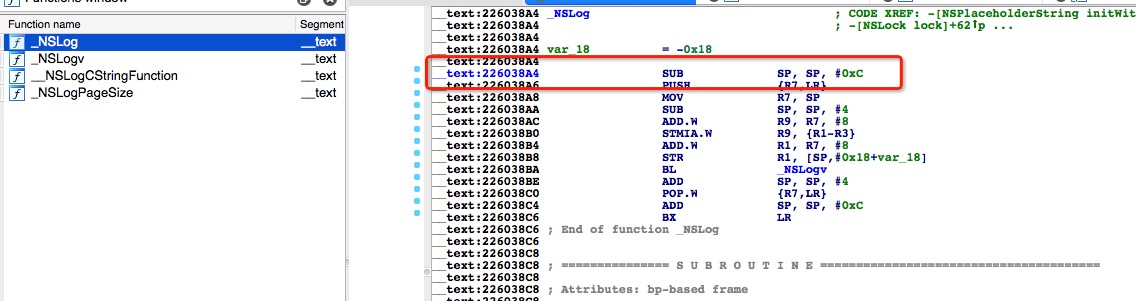 Functions window
Function name Segment
_NSLog __text
_NSLogv __text
__NSLogCStringFunction __text
_NSLogPageSize __text
__text:226038A4 _NSLog ; CODE XREF: -[NSPlaceholderString initWit
__text:226038A4 ; -[NSLock lock]+62↑p ...
__text:226038A4
__text:226038A4 var_18 = -0x18
__text:226038A4
__text:226038A4 SUB SP, SP, #0xC
__text:226038A6 PUSH {R7,LR}
__text:226038A8 MOV R7, SP
__text:226038AA SUB SP, SP, #4
__text:226038AC ADD.W R9, R7, #8
__text:226038B0 STMIA.W R9, {R1-R3}
__text:226038B4 ADD.W R1, R7, #8
__text:226038B8 STR R1, [SP,#0x18+var_18]
__text:226038BA BL _NSLogv
__text:226038BE ADD SP, SP, #4
__text:226038C0 POP.W {R7,LR}
__text:226038C4 ADD SP, SP, #0xC
__text:226038C6 BX LR
__text:226038C6 ; End of function _NSLog
__text:226038C6
__text:226038C8
__text:226038C8 ; =============== S U B R O U T I N E =======================================
__text:226038C8
__text:226038C8 ; Attributes: bp-based frame